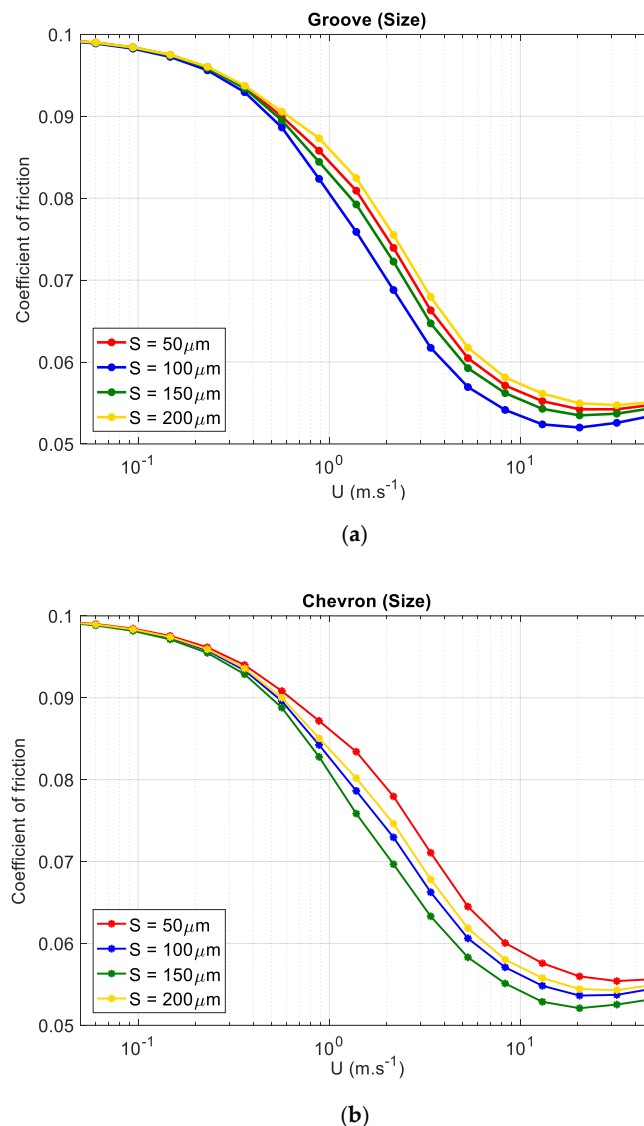 Groove (Size)
0.1
0.09
0.08
0.07
0.06
0.05
Coefficient of friction
S = 50μm
S = 100μm
S = 150μm
S = 200μm
10⁻¹
10⁰
10¹
U (m.s⁻¹)
(a)
Chevron (Size)
0.1
0.09
0.08
0.07
0.06
0.05
Coefficient of friction
S = 50μm
S = 100μm
S = 150μm
S = 200μm
10⁻¹
10⁰
10¹
U (m.s⁻¹)
(b)